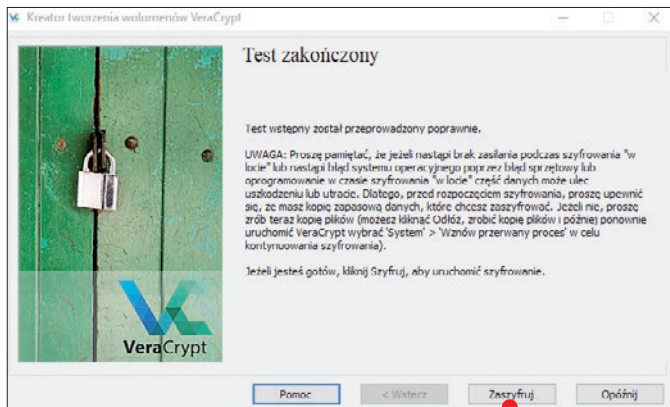 Kreator tworzenia wolumenów VeraCrypt
Test zakończony
Test wstępny został przeprowadzony poprawnie.
UWAGA: Proszę pamiętać, że jeżeli nastąpi brak zasilania podczas szyfrowania "w
locie" lub nastąpi błąd systemu operacyjnego poprzez błąd sprzętowy lub
oprogramowanie w czasie szyfrowania "w locie" część danych może ulec
uszkodzeniu lub utracie. Dlatego, przed rozpoczęciem szyfrowania, proszę upewnić
się, że masz kopię zapasową danych, które chcesz zaszyfrować. Jeżeli nie, proszę
zrób teraz kopię plików (możesz kliknąć Odłóż, zrobić kopię plików i później ponownie
uruchomić VeraCrypt wybrać 'System' > 'Wznów przerwany proces' w celu
kontynuowania szyfrowania).
Jeżeli jesteś gotów, kliknij Szyfruj, aby uruchomić szyfrowanie.
VeraCrypt
Pomoc
< Wstecz
Zaszyfruj
Opóźnij